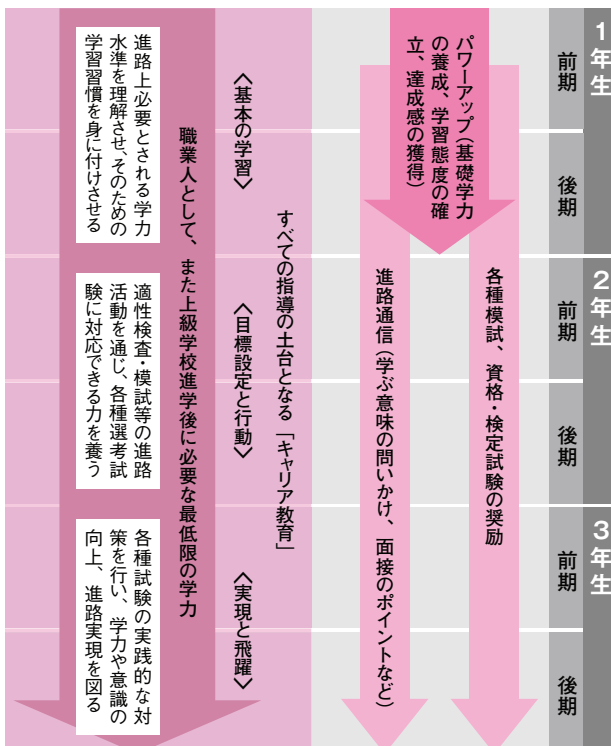 1年生
前期
後期
2年生
前期
後期
3年生
前期
後期
各種模試、資格・検定試験の奨励
パワーアップ（基礎学力
の養成、学習態度の確
立、達成感の獲得）
進路通信（学ぶ意味の問いかけ、面接のポイントなど）
すべての指導の土台となる「キャリア教育」
〈基本の学習〉
〈目標設定と行動〉
〈実現と飛躍〉
職業人として、また上級学校進学後に必要な最低限の学力
進路上必要とされる学力
水準を理解させ、そのための
学習習慣を身に付けさせる
適性検査・模試等の進路
活動を通じ、各種選考試
験に対応できる力を養う
各種試験の実践的な対
策を行い、学力や意識の
向上、進路実現を図る